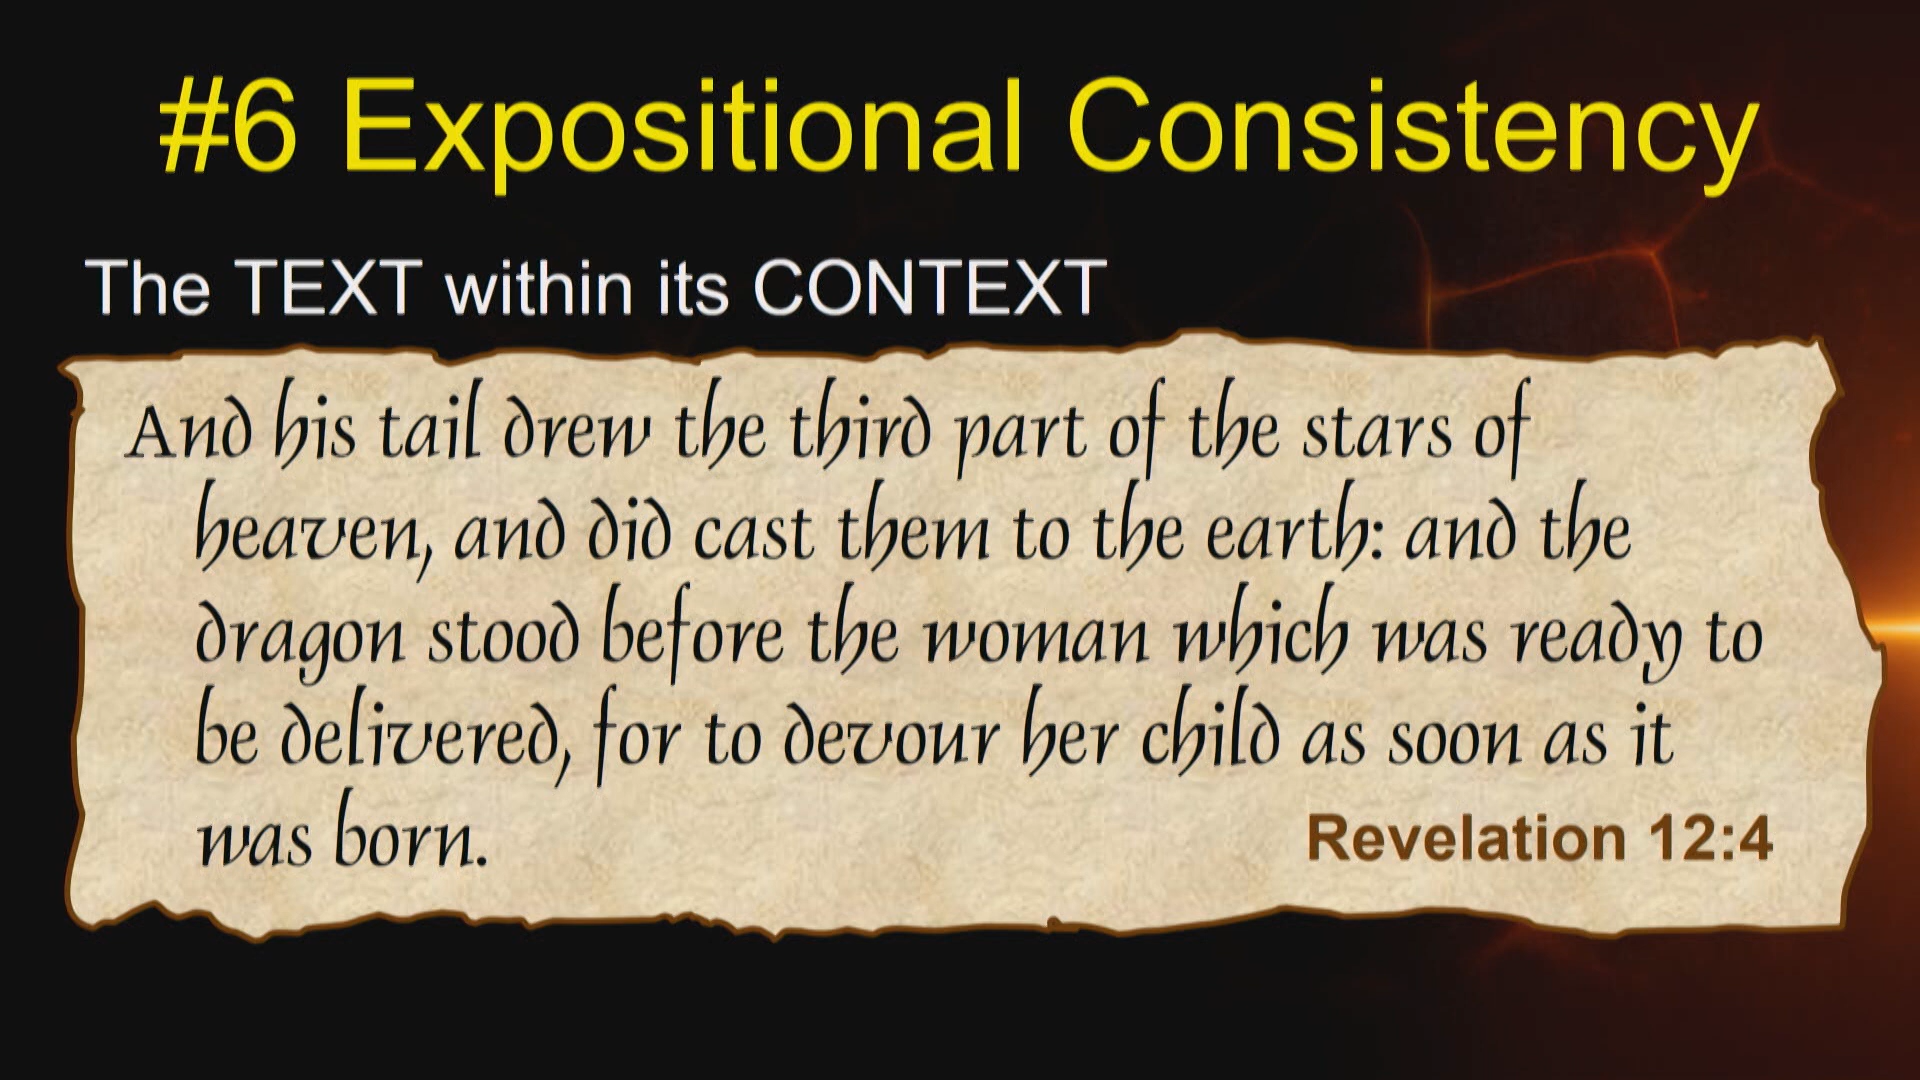 #6 Expositional Consistency
The TEXT within its CONTEXT
And his tail drew the third part of the stars of
heaven, and did cast them to the earth: and the
dragon stood before the woman which was ready to
be delivered, for to devour her child as soon as it
was born.
Revelation 12:4